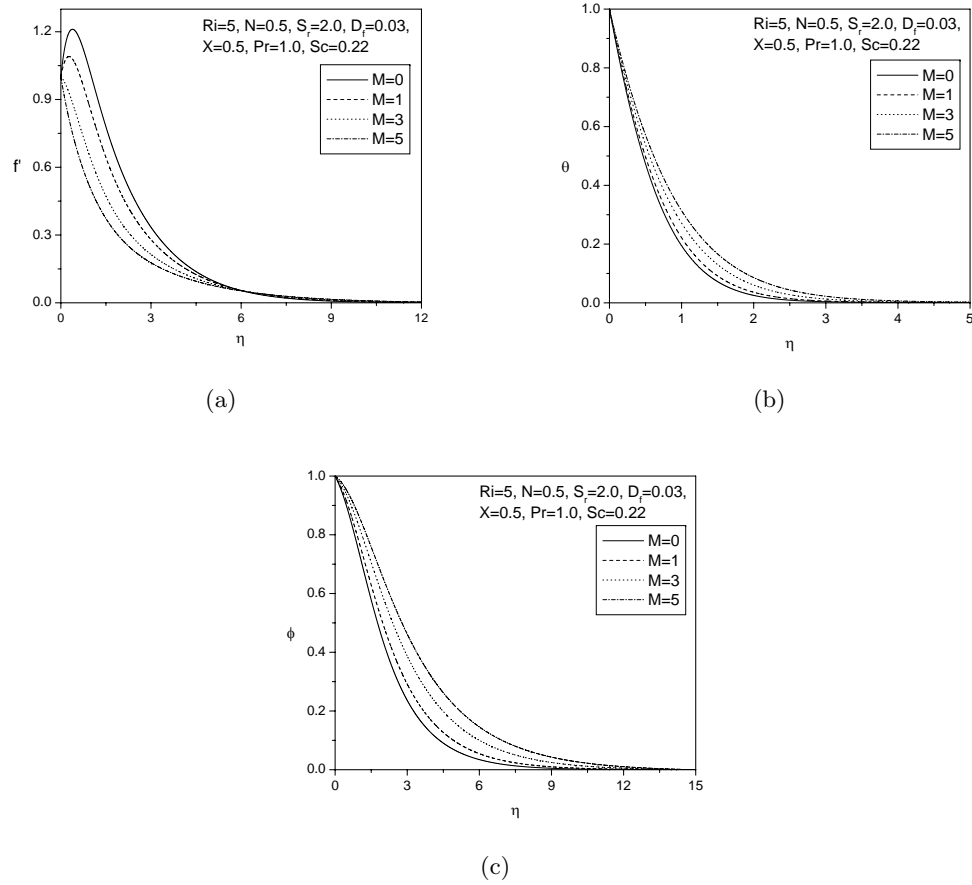 Ri=5, N=0.5, S_r=2.0, D_f=0.03,
X=0.5, Pr=1.0, Sc=0.22
M=0
M=1
M=3
M=5
1.2
0.9
0.6
0.3
0.0
f'
0 3 6 9 12
η
(a)
Ri=5, N=0.5, S_r=2.0, D_f=0.03,
X=0.5, Pr=1.0, Sc=0.22
M=0
M=1
M=3
M=5
1.0
0.8
0.6
0.4
0.2
0.0
θ
0 1 2 3 4 5
η
(b)
Ri=5, N=0.5, S_r=2.0, D_f=0.03,
X=0.5, Pr=1.0, Sc=0.22
M=0
M=1
M=3
M=5
1.0
0.8
0.6
0.4
0.2
0.0
ϕ
0 3 6 9 12 15
η
(c)